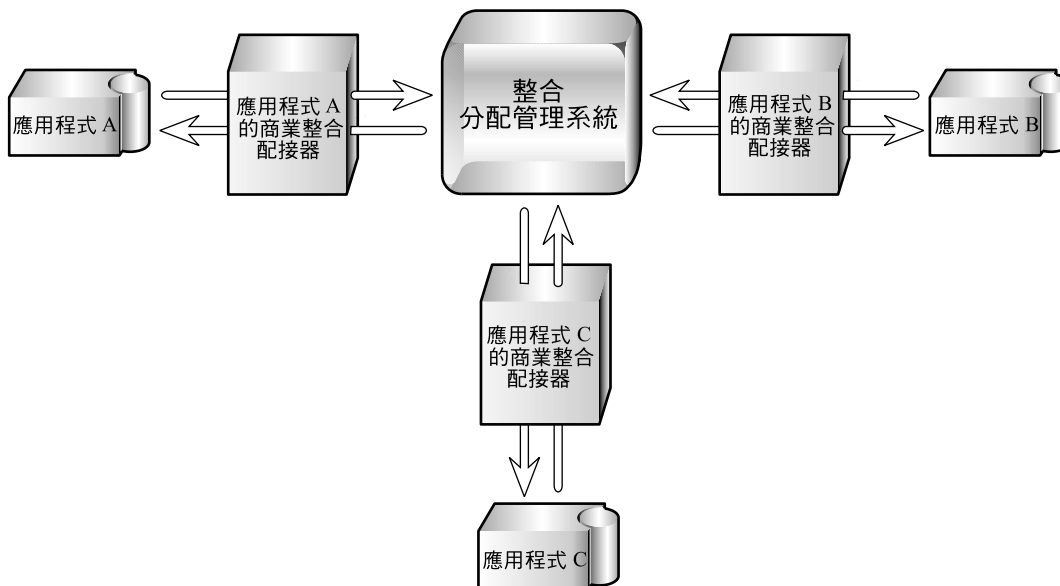 應用程式 A
應用程式 A
的商業整合
配接器
整合
分配管理系統
應用程式 B
的商業整合
配接器
應用程式 B
應用程式 C
的商業整合
配接器
應用程式 C